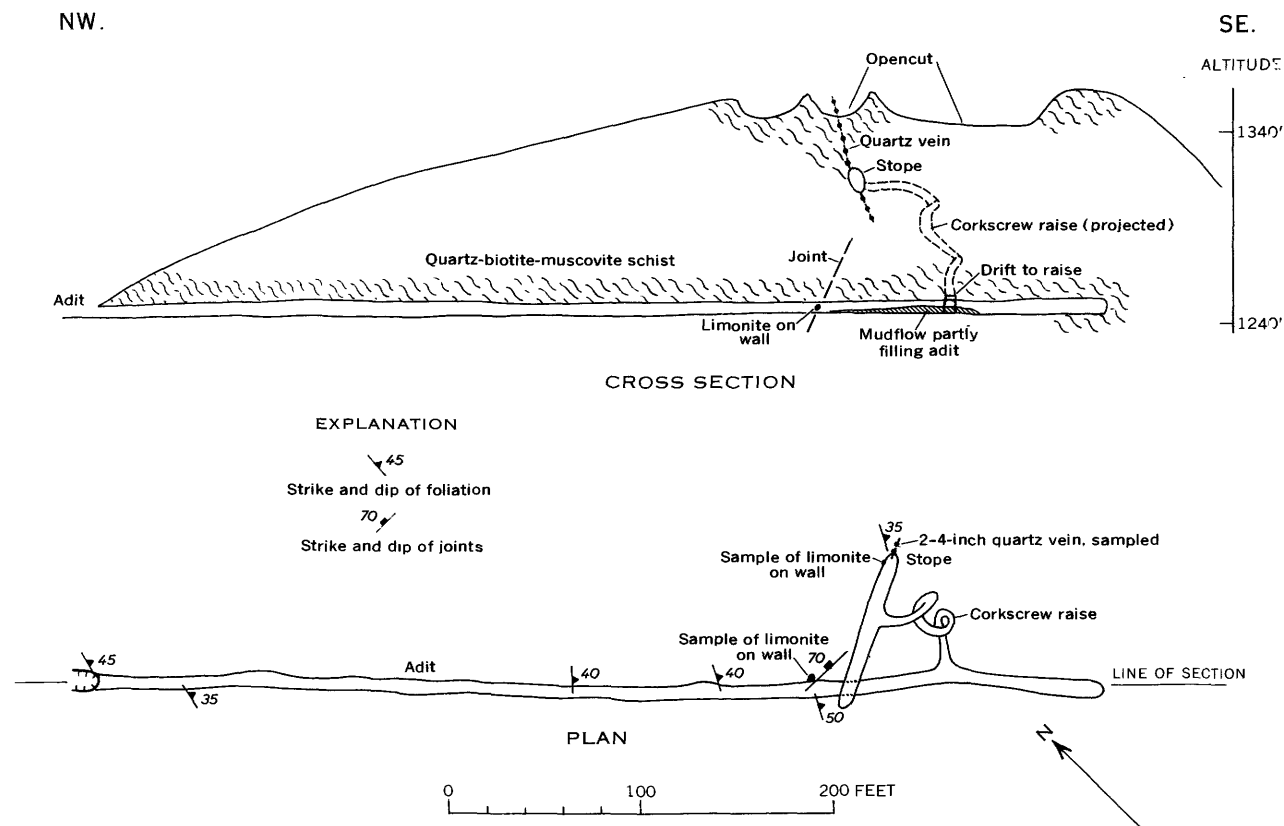 NW.
SE.
ALTITUDE
Opencut
1340'
Quartz vein
Stope
Corkscrew raise (projected)
Joint
Quartz-biotite-muscovite schist
Drift to raise
Adit
Limonite on
wall
Mudflow partly
filling adit
1240'
CROSS SECTION
EXPLANATION
45
Strike and dip of foliation
70
Strike and dip of joints
35
2-4-inch quartz vein, sampled
Stope
Sample of limonite
on wall
Corkscrew raise
Sample of limonite
on wall
70
45
Adit
40
40
35
50
LINE OF SECTION
PLAN
N
0
100
200 FEET